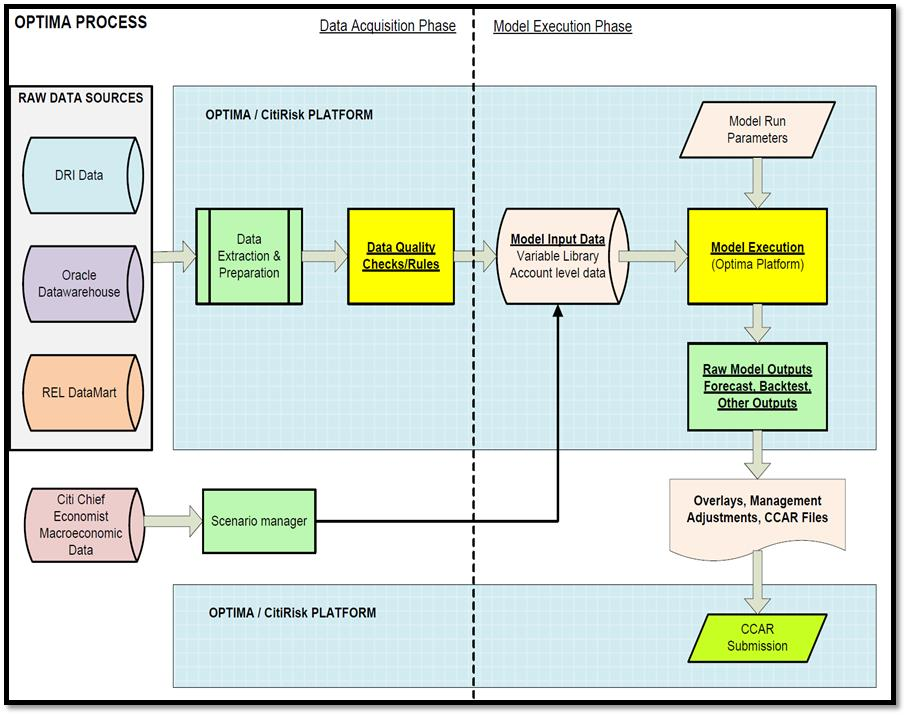 OPTIMA PROCESS
Data Acquisition Phase
Model Execution Phase
RAW DATA SOURCES
DRI Data
Oracle
Datawarehouse
REL DataMart
OPTIMA / CitiRisk PLATFORM
Data
Extraction &
Preparation
Data Quality
Checks/Rules
Model Input Data
Variable Library
Account level data
Model Run
Parameters
Model Execution
(Optima Platform)
Raw Model Outputs
Forecast, Backtest,
Other Outputs
Citi Chief
Economist
Macroeconomic
Data
Scenario manager
Overlays, Management
Adjustments, CCAR Files
OPTIMA / CitiRisk PLATFORM
CCAR
Submission